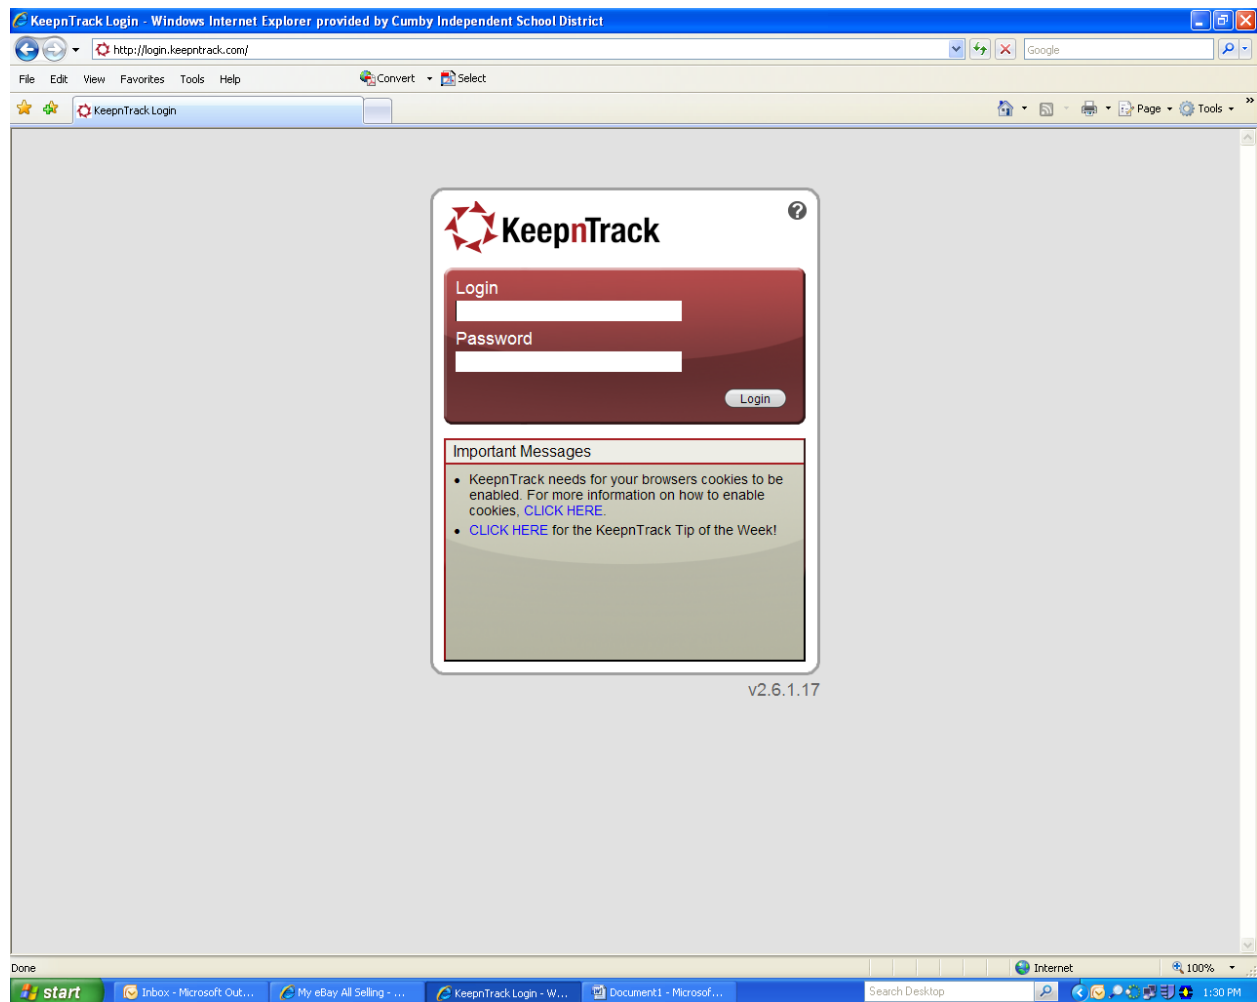 KeepnTrack Login - Windows Internet Explorer provided by Cumby Independent School District
http://login.keepntrack.com/
Google
File Edit View Favorites Tools Help Convert Select
KeepnTrack Login
Page Tools
KeepnTrack
?
Login
Password
Login
Important Messages
• KeepnTrack needs for your browsers cookies to be
enabled. For more information on how to enable
cookies, CLICK HERE.
• CLICK HERE for the KeepnTrack Tip of the Week!
v2.6.1.17
Done
Internet
100%
start
Inbox - Microsoft Out...
My eBay All Selling - ...
KeepnTrack Login - W...
Document1 - Microsof...
Search Desktop
1:30 PM